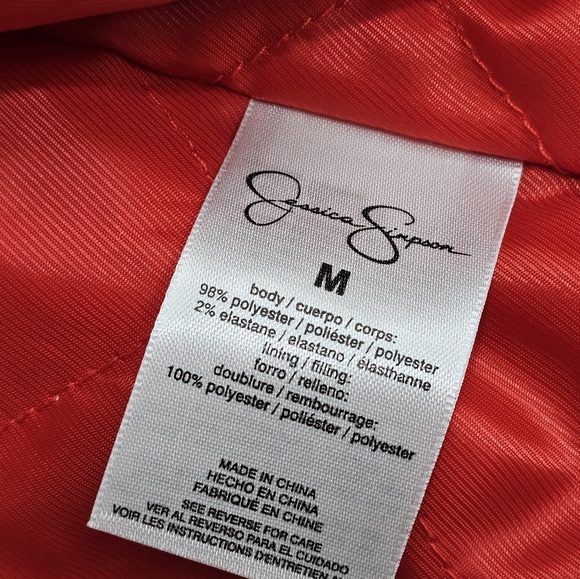 Jessica Simpson
M
body / cuerpo / corps:
98% polyester / poliéster / polyester
2% elastane / elastano / élasthanne
lining / filling:
forro / relleno:
doublure / rembourrage:
100% polyester / poliéster / polyester
MADE IN CHINA
HECHO EN CHINA
FABRIQUÉ EN CHINE
SEE REVERSE FOR CARE
VER AL REVERSO PARA EL CUIDADO
VOIR LES INSTRUCTIONS D'ENTRETIEN